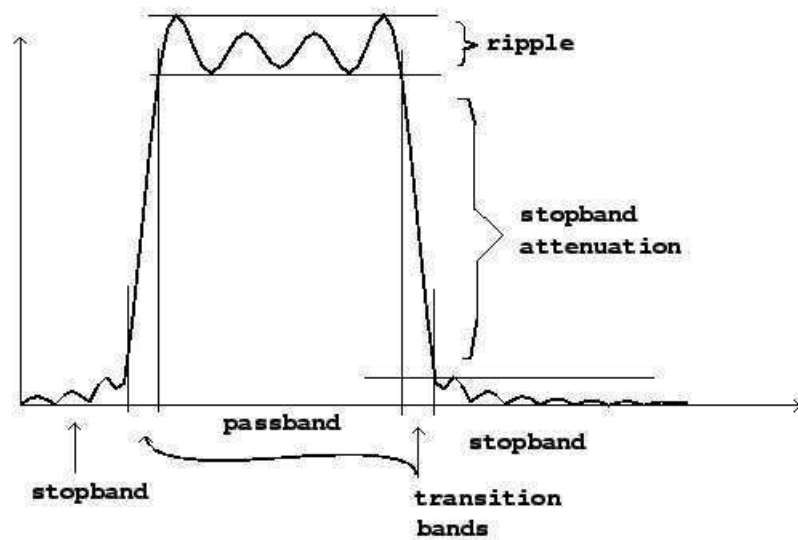 ripple
stopband
attenuation
passband
stopband
stopband
transition
bands